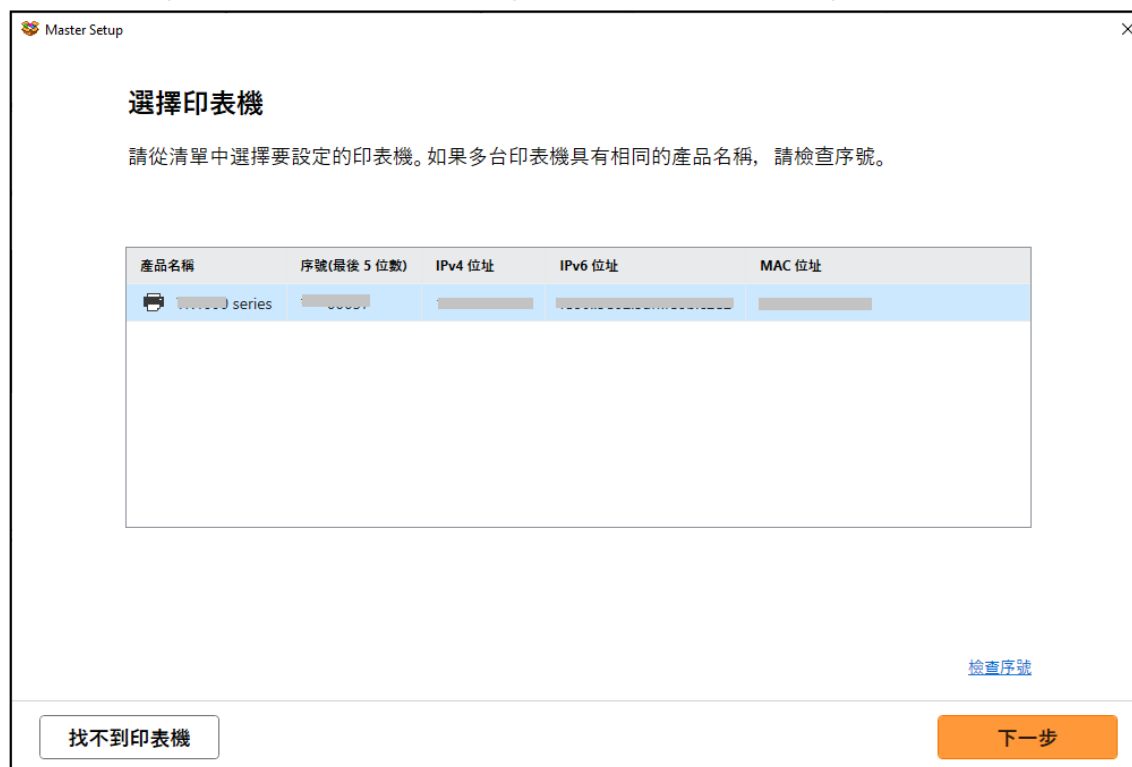 Master Setup
選擇印表機
請從清單中選擇要設定的印表機。如果多台印表機具有相同的產品名稱, 請檢查序號。
產品名稱 序號(最後 5 位數) IPv4 位址 IPv6 位址 MAC 位址
series
檢查序號
找不到印表機 下一步